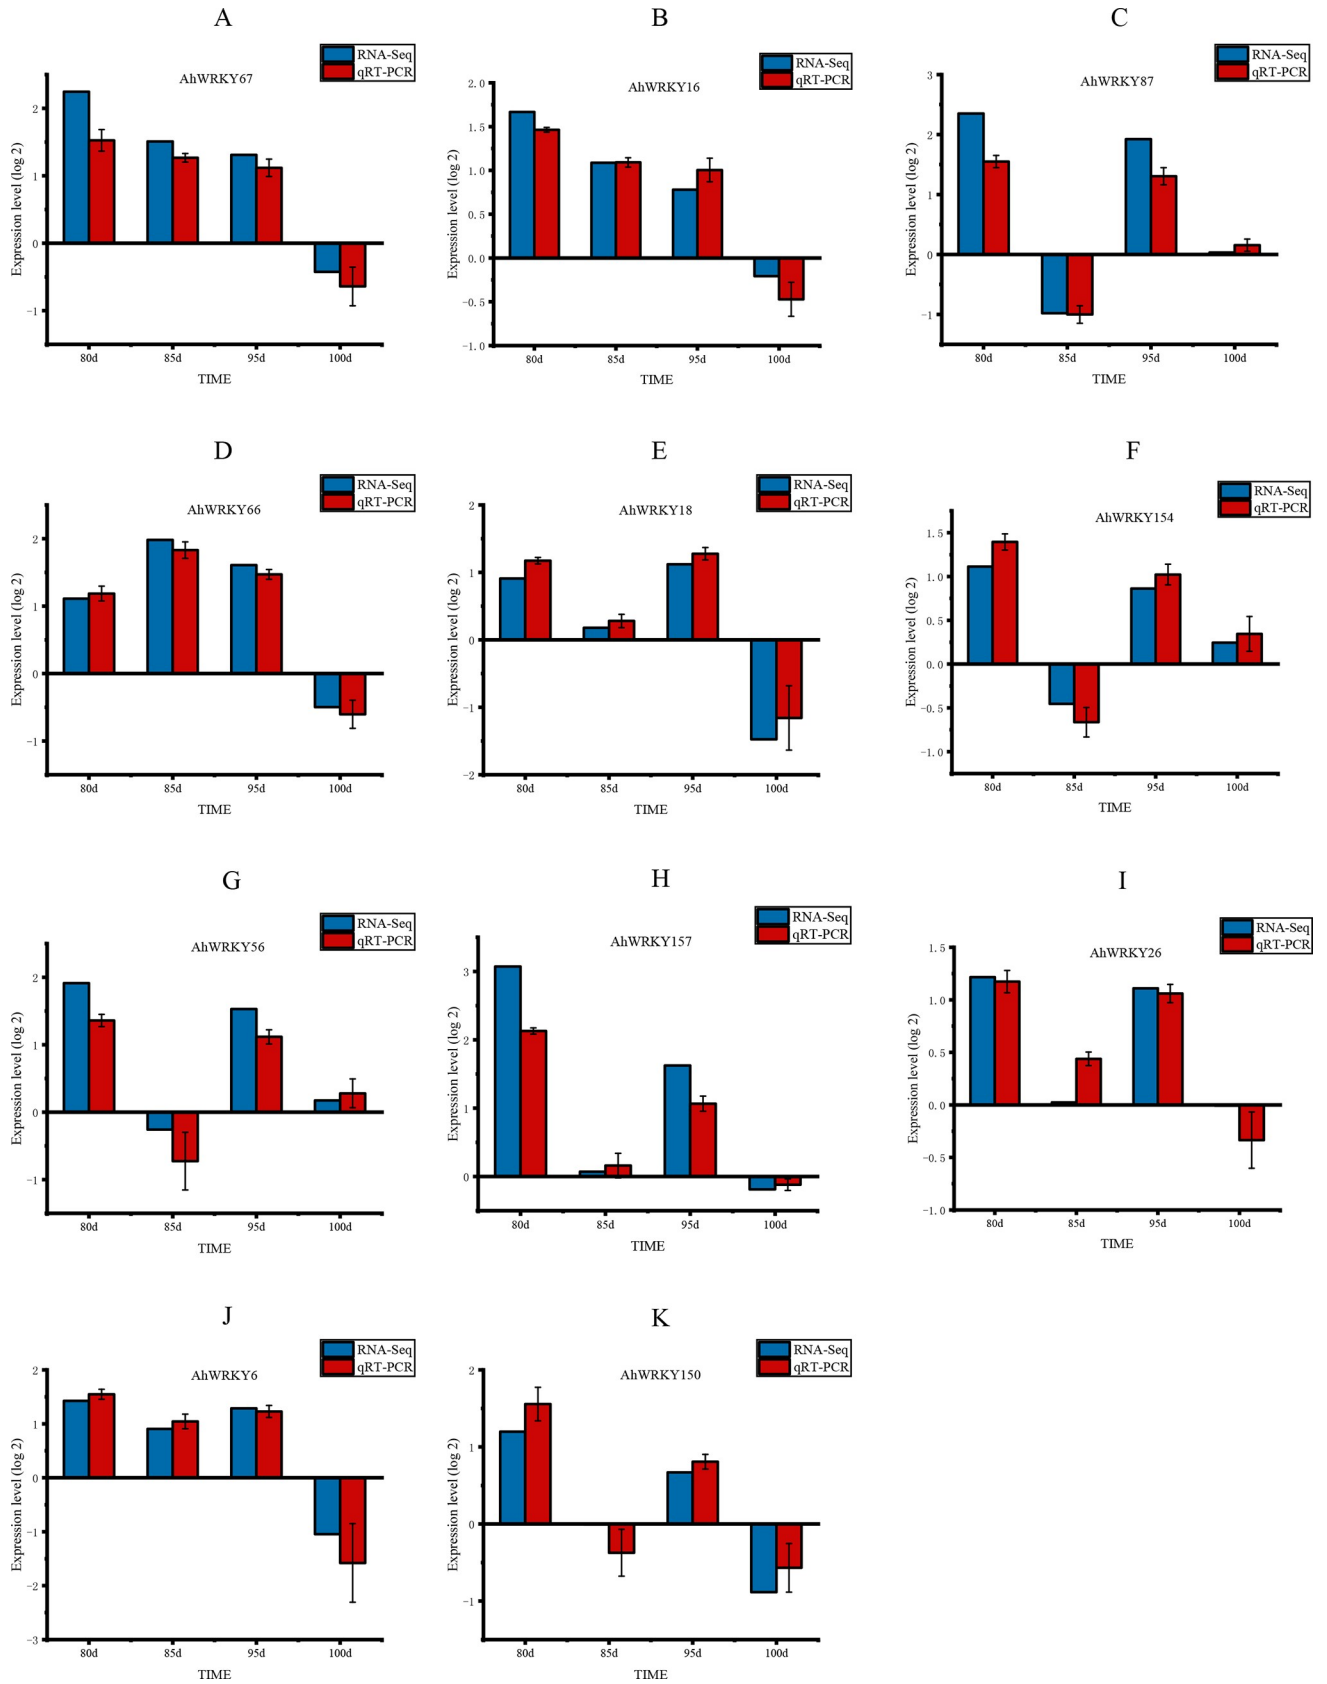 A
RNA-Seq
qRT-PCR
AhWRKY67
Expression level (log 2)
2
1
0
−1
80d 85d 95d 100d
TIME
B
RNA-Seq
qRT-PCR
AhWRKY16
Expression level (log 2)
2.0
1.5
1.0
0.5
0.0
−0.5
−1.0
80d 85d 95d 100d
TIME
C
RNA-Seq
qRT-PCR
AhWRKY87
Expression level (log 2)
3
2
1
0
−1
80d 85d 95d 100d
TIME
D
RNA-Seq
qRT-PCR
AhWRKY66
Expression level (log 2)
2
1
0
−1
80d 85d 95d 100d
TIME
E
RNA-Seq
qRT-PCR
AhWRKY18
Expression level (log 2)
2
1
0
−1
−2
80d 85d 95d 100d
TIME
F
RNA-Seq
qRT-PCR
AhWRKY154
Expression level (log 2)
1.5
1.0
0.5
0.0
−0.5
−1.0
80d 85d 95d 100d
TIME
G
RNA-Seq
qRT-PCR
AhWRKY56
Expression level (log 2)
2
1
0
−1
80d 85d 95d 100d
TIME
H
RNA-Seq
qRT-PCR
AhWRKY157
Expression level (log 2)
3
2
1
0
80d 85d 95d 100d
TIME
I
RNA-Seq
qRT-PCR
AhWRKY26
Expression level (log 2)
1.5
1.0
0.5
0.0
−0.5
−1.0
80d 85d 95d 100d
TIME
J
RNA-Seq
qRT-PCR
AhWRKY6
Expression level (log 2)
2
1
0
−1
−2
−3
80d 85d 95d 100d
TIME
K
RNA-Seq
qRT-PCR
AhWRKY150
Expression level (log 2)
2
1
0
−1
80d 85d 95d 100d
TIME